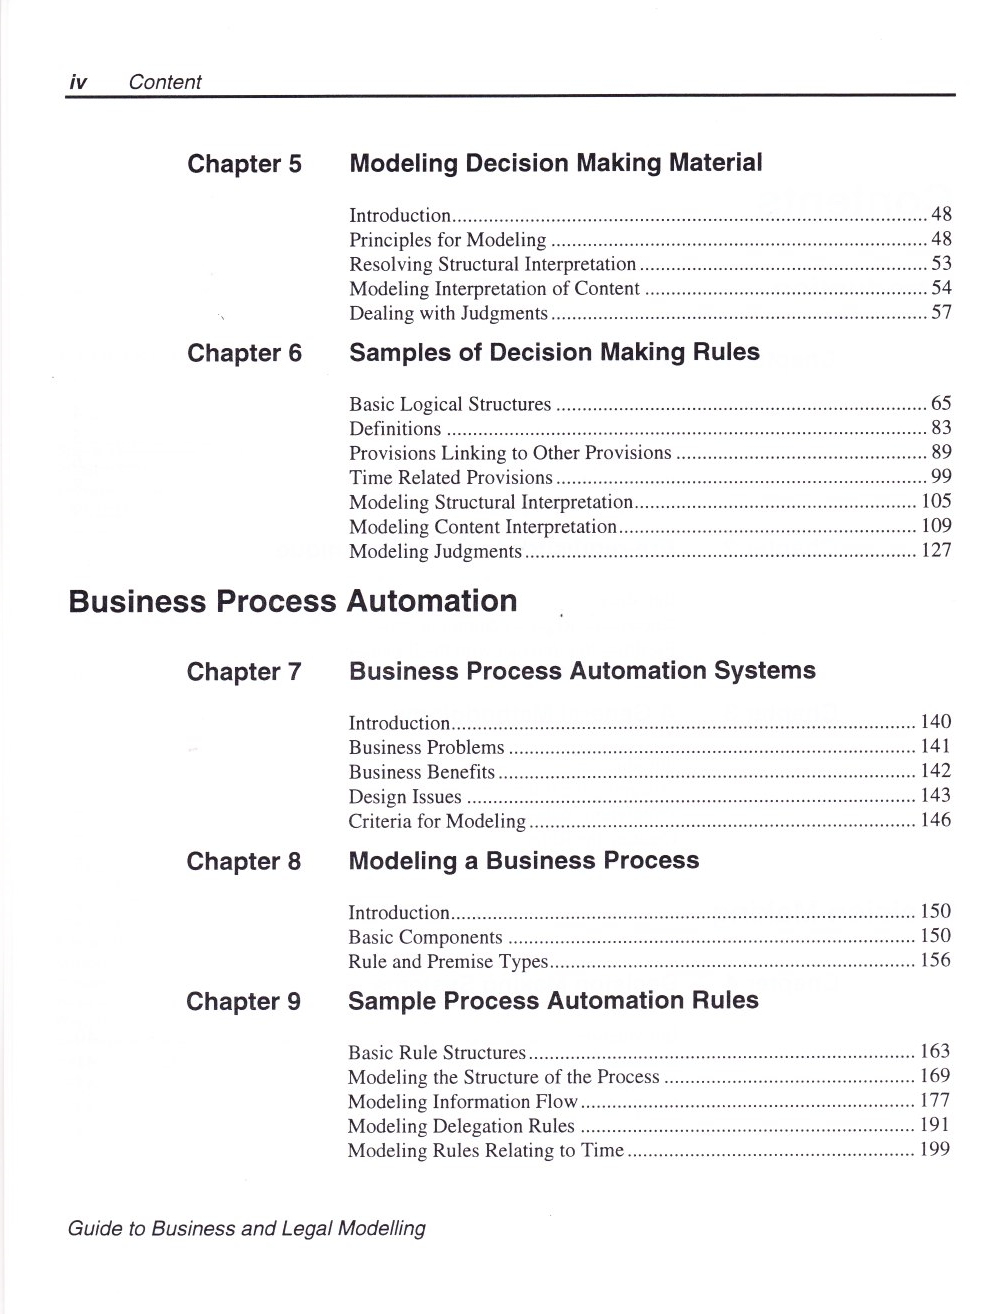 iv Content
Chapter 5 Modeling Decision Making Material
Introduction........................................................................................... 48
Principles for Modeling ........................................................................ 48
Resolving Structural Interpretation ....................................................... 53
Modeling Interpretation of Content ...................................................... 54
Dealing with Judgments ........................................................................ 57
Chapter 6 Samples of Decision Making Rules
Basic Logical Structures ....................................................................... 65
Definitions ............................................................................................ 83
Provisions Linking to Other Provisions ................................................ 89
Time Related Provisions ....................................................................... 99
Modeling Structural Interpretation...................................................... 105
Modeling Content Interpretation......................................................... 109
Modeling Judgments ........................................................................... 127
Business Process Automation
Chapter 7 Business Process Automation Systems
Introduction......................................................................................... 140
Business Problems .............................................................................. 141
Business Benefits ................................................................................ 142
Design Issues ...................................................................................... 143
Criteria for Modeling .......................................................................... 146
Chapter 8 Modeling a Business Process
Introduction......................................................................................... 150
Basic Components .............................................................................. 150
Rule and Premise Types...................................................................... 156
Chapter 9 Sample Process Automation Rules
Basic Rule Structures .......................................................................... 163
Modeling the Structure of the Process ................................................ 169
Modeling Information Flow ................................................................ 177
Modeling Delegation Rules ................................................................ 191
Modeling Rules Relating to Time ....................................................... 199
Guide to Business and Legal Modelling